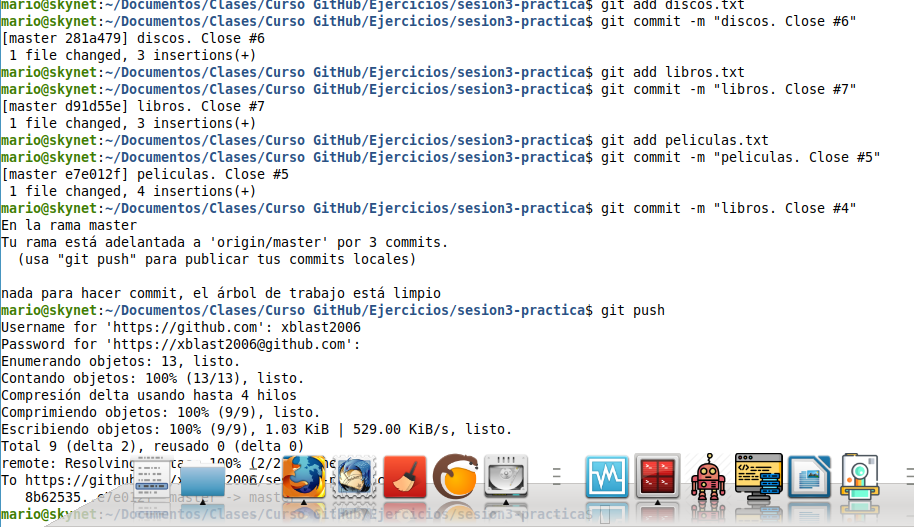 mario@skynet:~/Documentos/Clases/Curso GitHub/Ejercicios/sesion3-practica$ git add discos.txt
mario@skynet:~/Documentos/Clases/Curso GitHub/Ejercicios/sesion3-practica$ git commit -m "discos. Close #6"
[master 281a479] discos. Close #6
 1 file changed, 3 insertions(+)
mario@skynet:~/Documentos/Clases/Curso GitHub/Ejercicios/sesion3-practica$ git add libros.txt
mario@skynet:~/Documentos/Clases/Curso GitHub/Ejercicios/sesion3-practica$ git commit -m "libros. Close #7"
[master d91d55e] libros. Close #7
 1 file changed, 3 insertions(+)
mario@skynet:~/Documentos/Clases/Curso GitHub/Ejercicios/sesion3-practica$ git add peliculas.txt
mario@skynet:~/Documentos/Clases/Curso GitHub/Ejercicios/sesion3-practica$ git commit -m "peliculas. Close #5"
[master e7e012f] peliculas. Close #5
 1 file changed, 4 insertions(+)
mario@skynet:~/Documentos/Clases/Curso GitHub/Ejercicios/sesion3-practica$ git commit -m "libros. Close #4"
En la rama master
Tu rama está adelantada a 'origin/master' por 3 commits.
  (usa "git push" para publicar tus commits locales)

nada para hacer commit, el árbol de trabajo está limpio
mario@skynet:~/Documentos/Clases/Curso GitHub/Ejercicios/sesion3-practica$ git push
Username for 'https://github.com': xblast2006
Password for 'https://xblast2006@github.com':
Enumerando objetos: 13, listo.
Contando objetos: 100% (13/13), listo.
Compresión delta usando hasta 4 hilos
Comprimiendo objetos: 100% (9/9), listo.
Escribiendo objetos: 100% (9/9), 1.03 KiB | 529.00 KiB/s, listo.
Total 9 (delta 2), reusado 0 (delta 0)
remote: Resolving 100% (2/2
To https://github
   8b62535..e7e012f master -> master
mario@skynet:~/Documentos/Clases/Curso GitHub/Ejercicios/sesion3-practica$